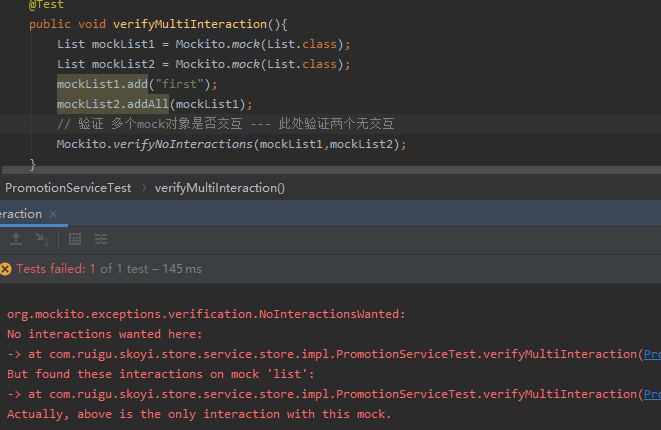 @Test
public void verifyMultiInteraction(){
List mockList1 = Mockito.mock(List.class);
List mockList2 = Mockito.mock(List.class);
mockList1.add("first");
mockList2.addAll(mockList1);
// 验证 多个mock对象是否交互 --- 此处验证两个无交互
Mockito.verifyNoInteractions(mockList1,mockList2);
}
PromotionServiceTest › verifyMultiInteraction()
eraction ×
Tests failed: 1 of 1 test – 145 ms
org.mockito.exceptions.verification.NoInteractionsWanted:
No interactions wanted here:
-> at com.ruigu.skoyi.store.service.store.impl.PromotionServiceTest.verifyMultiInteraction(Pro
But found these interactions on mock 'list':
-> at com.ruigu.skoyi.store.service.store.impl.PromotionServiceTest.verifyMultiInteraction(Pro
Actually, above is the only interaction with this mock.